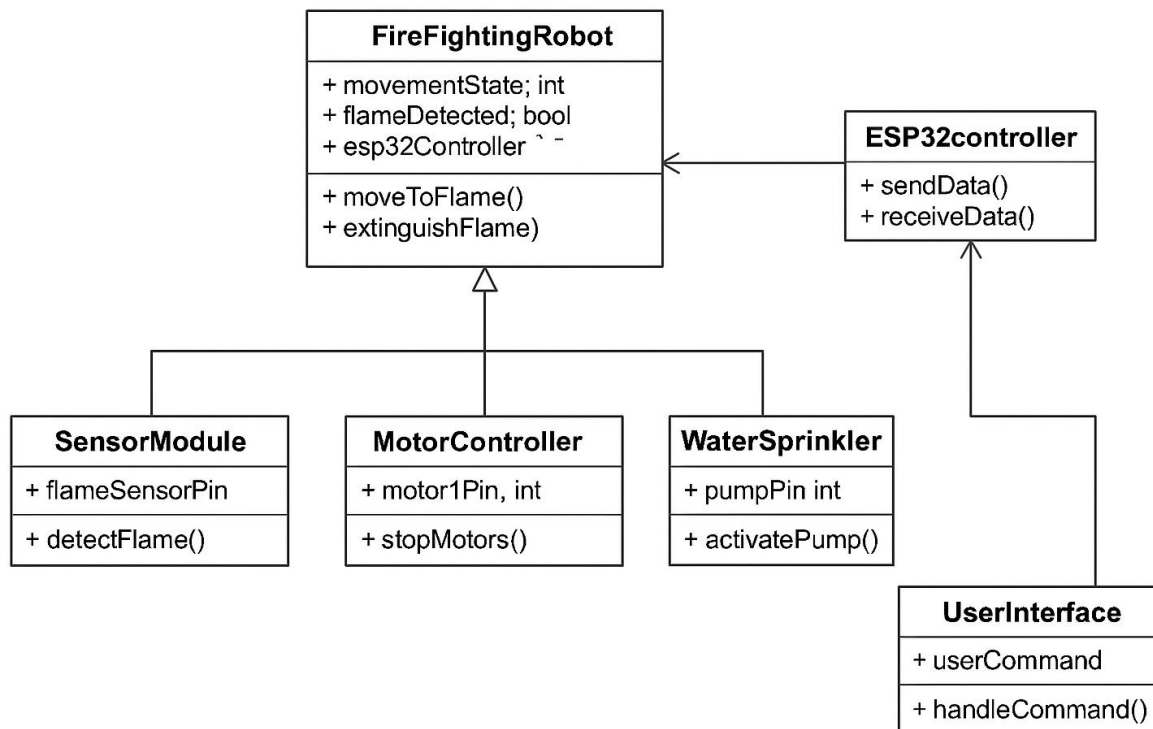 FireFightingRobot
+ movementState; int
+ flameDetected; bool
+ esp32Controller
+ moveToFlame()
+ extinguishFlame)
ESP32controller
+ sendData()
+ receiveData()
SensorModule
+ flameSensorPin
+ detectFlame()
MotorController
+ motor1Pin, int
+ stopMotors()
WaterSprinkler
+ pumpPin int
+ activatePump()
UserInterface
+ userCommand
+ handleCommand()